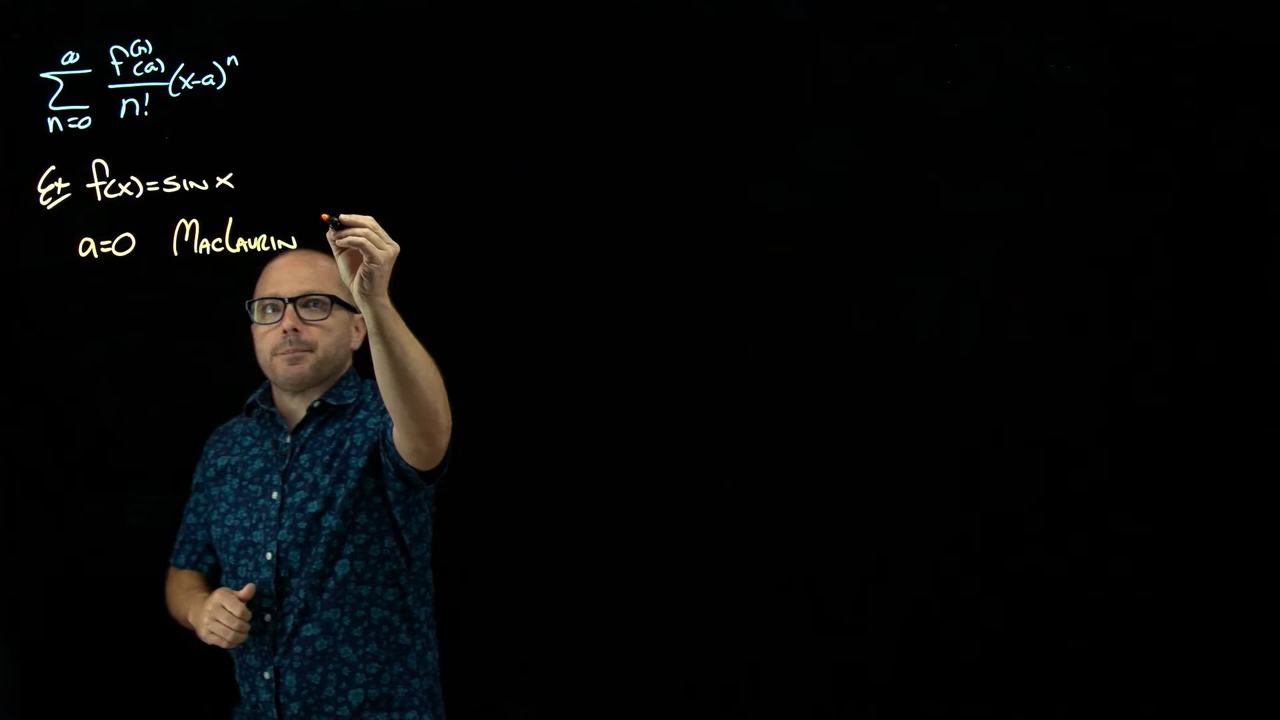 ∞
∑ f⁽ⁿ⁾(a)/n! (x-a)ⁿ
n=0
Ex f(x)=sin x
a=0 MacLaurin